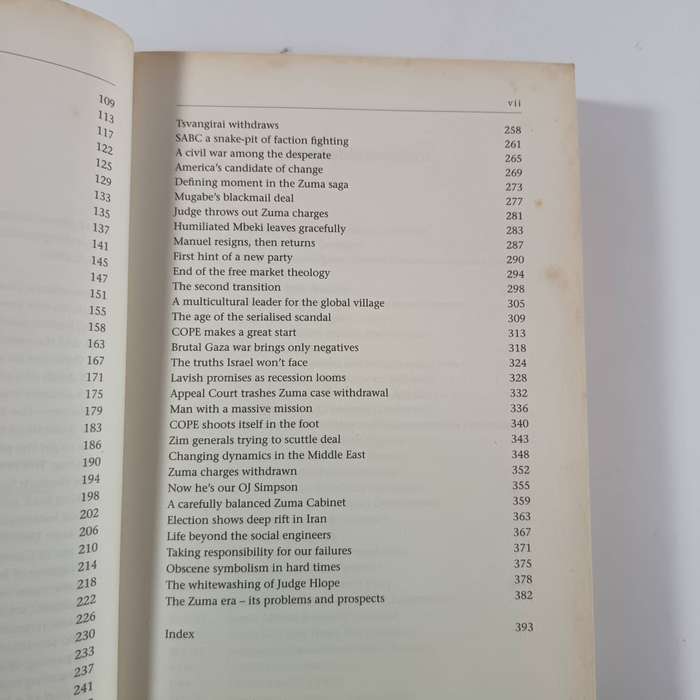 109
113
117
122
125
129
133
135
137
141
145
147
151
155
158
163
167
171
175
179
183
186
190
194
198
202
206
210
214
218
222
226
230
233
237
241
vii
Tsvangirai withdraws 258
SABC a snake-pit of faction fighting 261
A civil war among the desperate 265
America's candidate of change 269
Defining moment in the Zuma saga 273
Mugabe's blackmail deal 277
Judge throws out Zuma charges 281
Humiliated Mbeki leaves gracefully 283
Manuel resigns, then returns 287
First hint of a new party 290
End of the free market theology 294
The second transition 298
A multicultural leader for the global village 305
The age of the serialised scandal 309
COPE makes a great start 313
Brutal Gaza war brings only negatives 318
The truths Israel won't face 324
Lavish promises as recession looms 328
Appeal Court trashes Zuma case withdrawal 332
Man with a massive mission 336
COPE shoots itself in the foot 340
Zim generals trying to scuttle deal 343
Changing dynamics in the Middle East 348
Zuma charges withdrawn 352
Now he's our OJ Simpson 355
A carefully balanced Zuma Cabinet 359
Election shows deep rift in Iran 363
Life beyond the social engineers 367
Taking responsibility for our failures 371
Obscene symbolism in hard times 375
The whitewashing of Judge Hlope 378
The Zuma era – its problems and prospects 382
Index 393